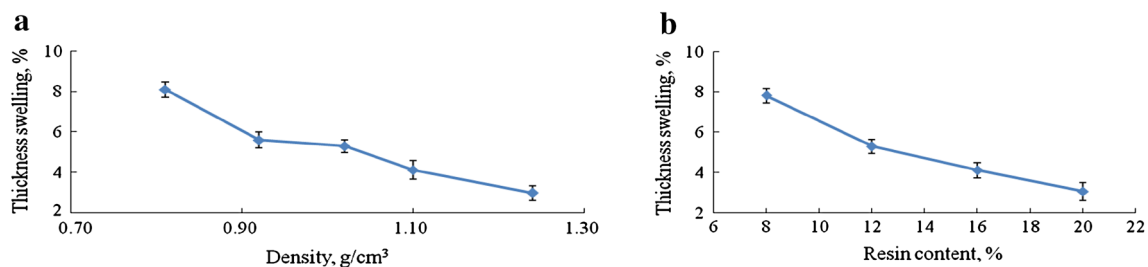 a
Thickness swelling, %
10
8
6
4
2
0.70 0.90 1.10 1.30
Density, g/cm³
b
Thickness swelling, %
10
8
6
4
2
6 8 10 12 14 16 18 20 22
Resin content, %